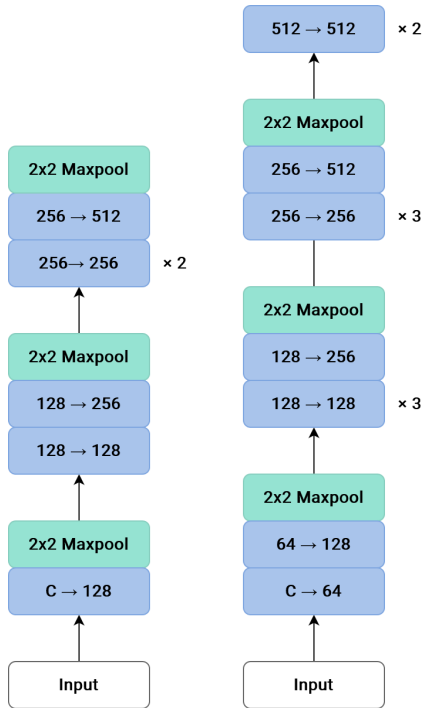 2x2 Maxpool
256 → 512
256→ 256 × 2
2x2 Maxpool
128 → 256
128 → 128
2x2 Maxpool
C → 128
Input
512 → 512 × 2
2x2 Maxpool
256 → 512
256 → 256 × 3
2x2 Maxpool
128 → 256
128 → 128 × 3
2x2 Maxpool
64 → 128
C → 64
Input